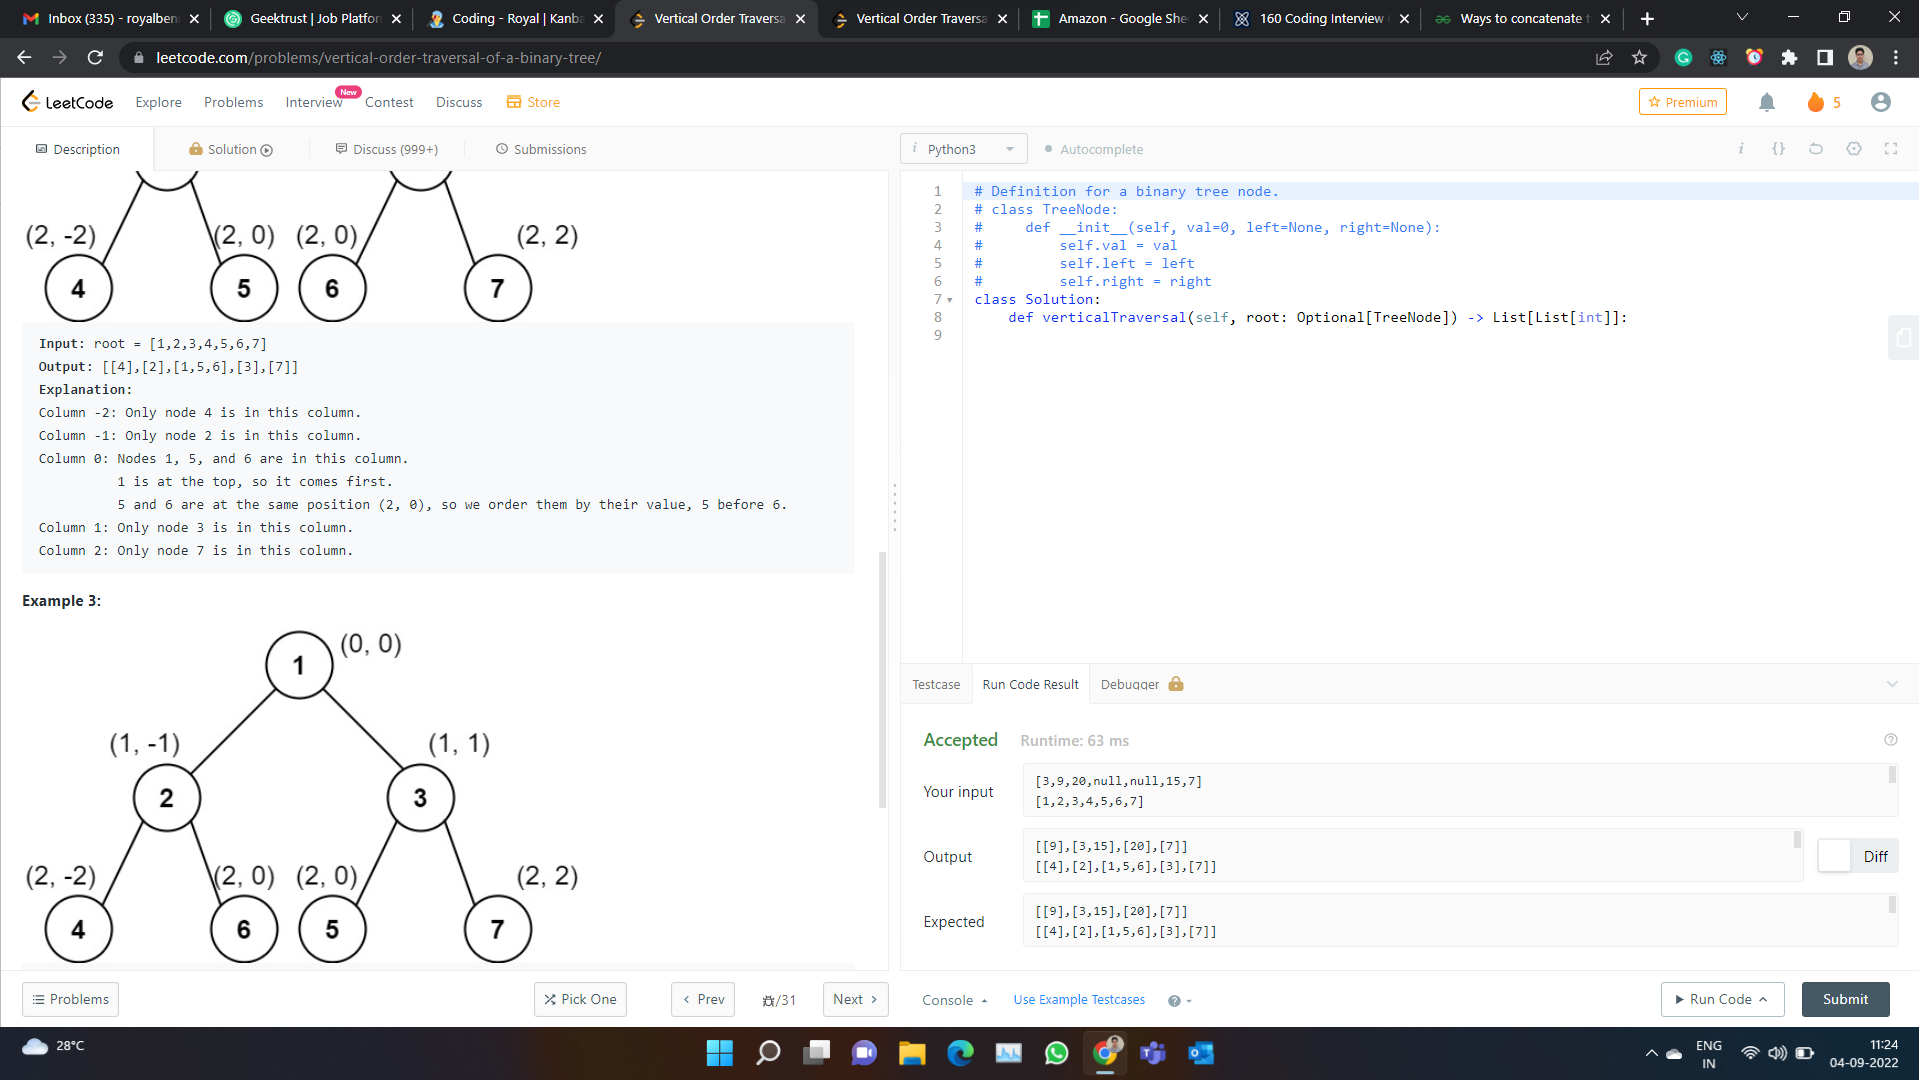 Inbox (335) - royalben
Geektrust | Job Platfor
Coding - Royal | Kanba
Vertical Order Traversa
Vertical Order Traversa
Amazon - Google She
160 Coding Interview
Ways to concatenate t
leetcode.com/problems/vertical-order-traversal-of-a-binary-tree/
LeetCode
Explore
Problems
Interview
New
Contest
Discuss
Store
Premium
5
Description
Solution
Discuss (999+)
Submissions
i Python3
Autocomplete
(2, -2)
(2, 0)
(2, 0)
(2, 2)
4
5
6
7
Input: root = [1,2,3,4,5,6,7]
Output: [[4],[2],[1,5,6],[3],[7]]
Explanation:
Column -2: Only node 4 is in this column.
Column -1: Only node 2 is in this column.
Column 0: Nodes 1, 5, and 6 are in this column.
1 is at the top, so it comes first.
5 and 6 are at the same position (2, 0), so we order them by their value, 5 before 6.
Column 1: Only node 3 is in this column.
Column 2: Only node 7 is in this column.
Example 3:
1
(0, 0)
(1, -1)
(1, 1)
2
3
(2, -2)
(2, 0)
(2, 0)
(2, 2)
4
6
5
7
Problems
Pick One
Prev
/31
Next
1 # Definition for a binary tree node.
2 # class TreeNode:
3 #     def __init__(self, val=0, left=None, right=None):
4 #         self.val = val
5 #         self.left = left
6 #         self.right = right
7 class Solution:
8     def verticalTraversal(self, root: Optional[TreeNode]) -> List[List[int]]:
9
Testcase
Run Code Result
Debugger
Accepted
Runtime: 63 ms
Your input
[3,9,20,null,null,15,7]
[1,2,3,4,5,6,7]
Output
[[9],[3,15],[20],[7]]
[[4],[2],[1,5,6],[3],[7]]
Diff
Expected
[[9],[3,15],[20],[7]]
[[4],[2],[1,5,6],[3],[7]]
Console
Use Example Testcases
Run Code
Submit
28°C
ENG
IN
11:24
04-09-2022